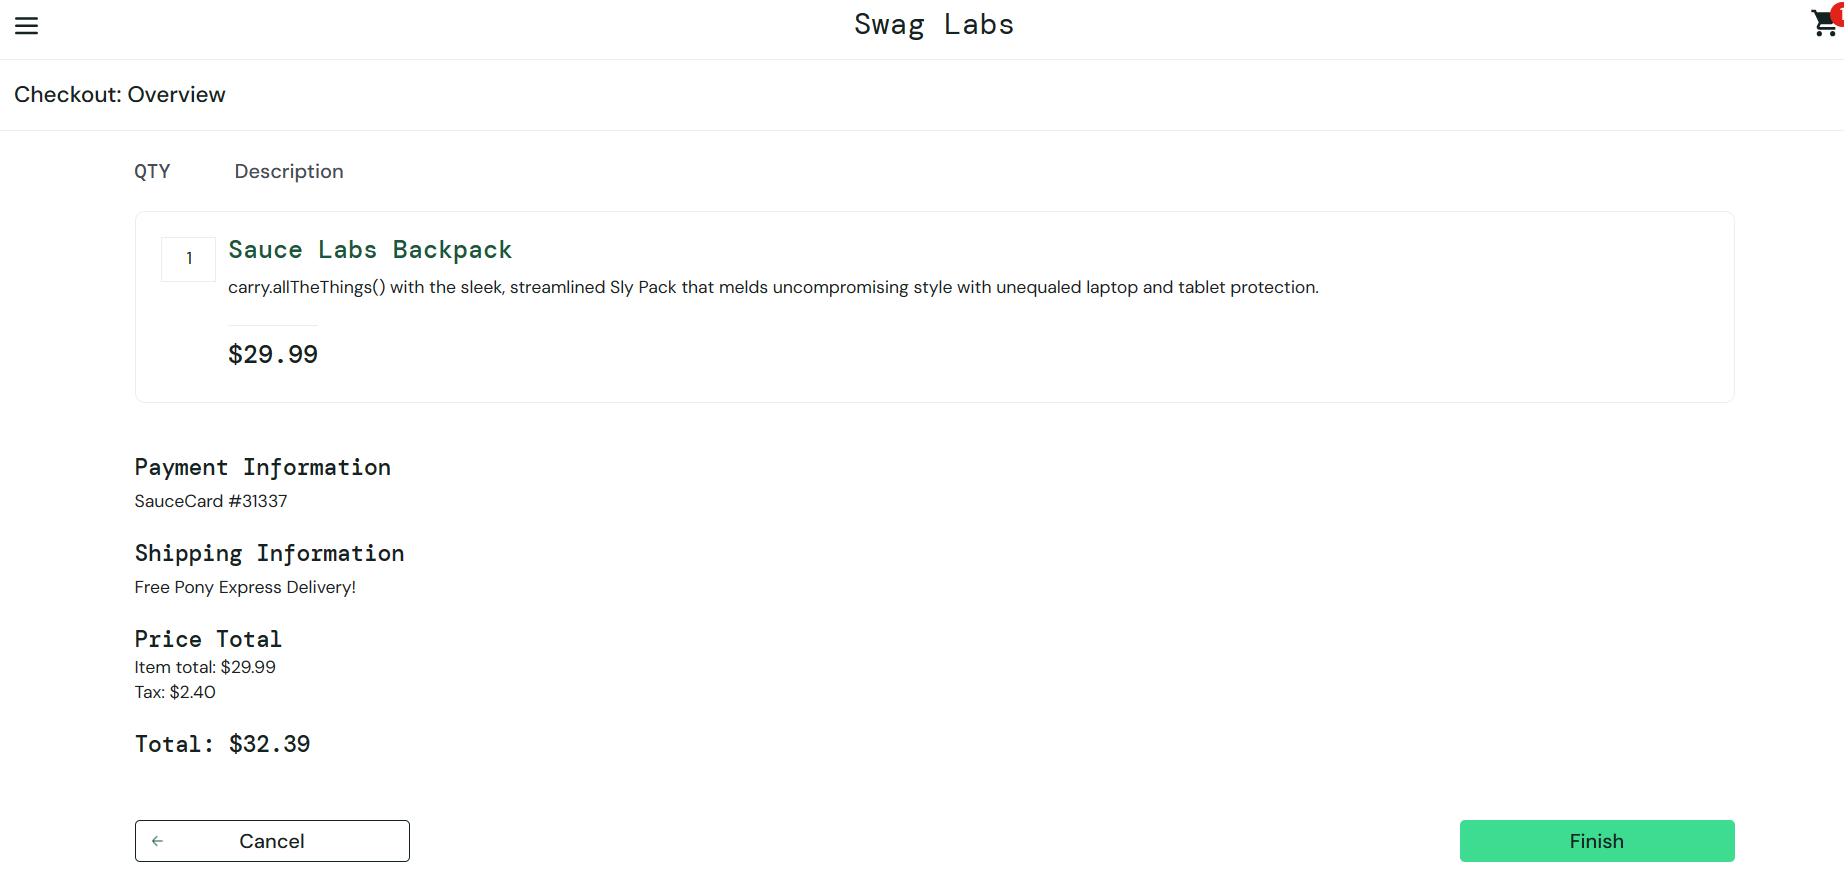 Swag Labs
1
Checkout: Overview
QTY Description
1 Sauce Labs Backpack
carry.allTheThings() with the sleek, streamlined Sly Pack that melds uncompromising style with unequaled laptop and tablet protection.
$29.99
Payment Information
SauceCard #31337
Shipping Information
Free Pony Express Delivery!
Price Total
Item total: $29.99
Tax: $2.40
Total: $32.39
Cancel
Finish